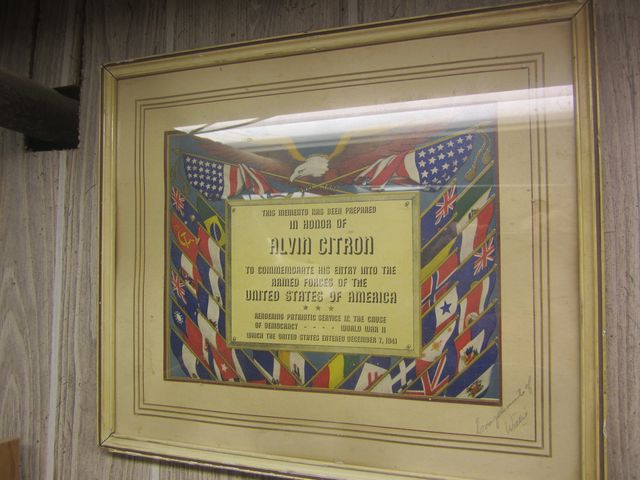 THIS MEMENTO HAS BEEN PREPARED
IN HONOR OF
ALVIN CITRON
TO COMMEMORATE HIS ENTRY INTO THE
ARMED FORCES OF THE
UNITED STATES OF AMERICA
RENDERING PATRIOTIC SERVICE IN THE CAUSE
OF DEMOCRACY - - - - WORLD WAR II
WHICH THE UNITED STATES ENTERED DECEMBER 7, 1941
Compliments of